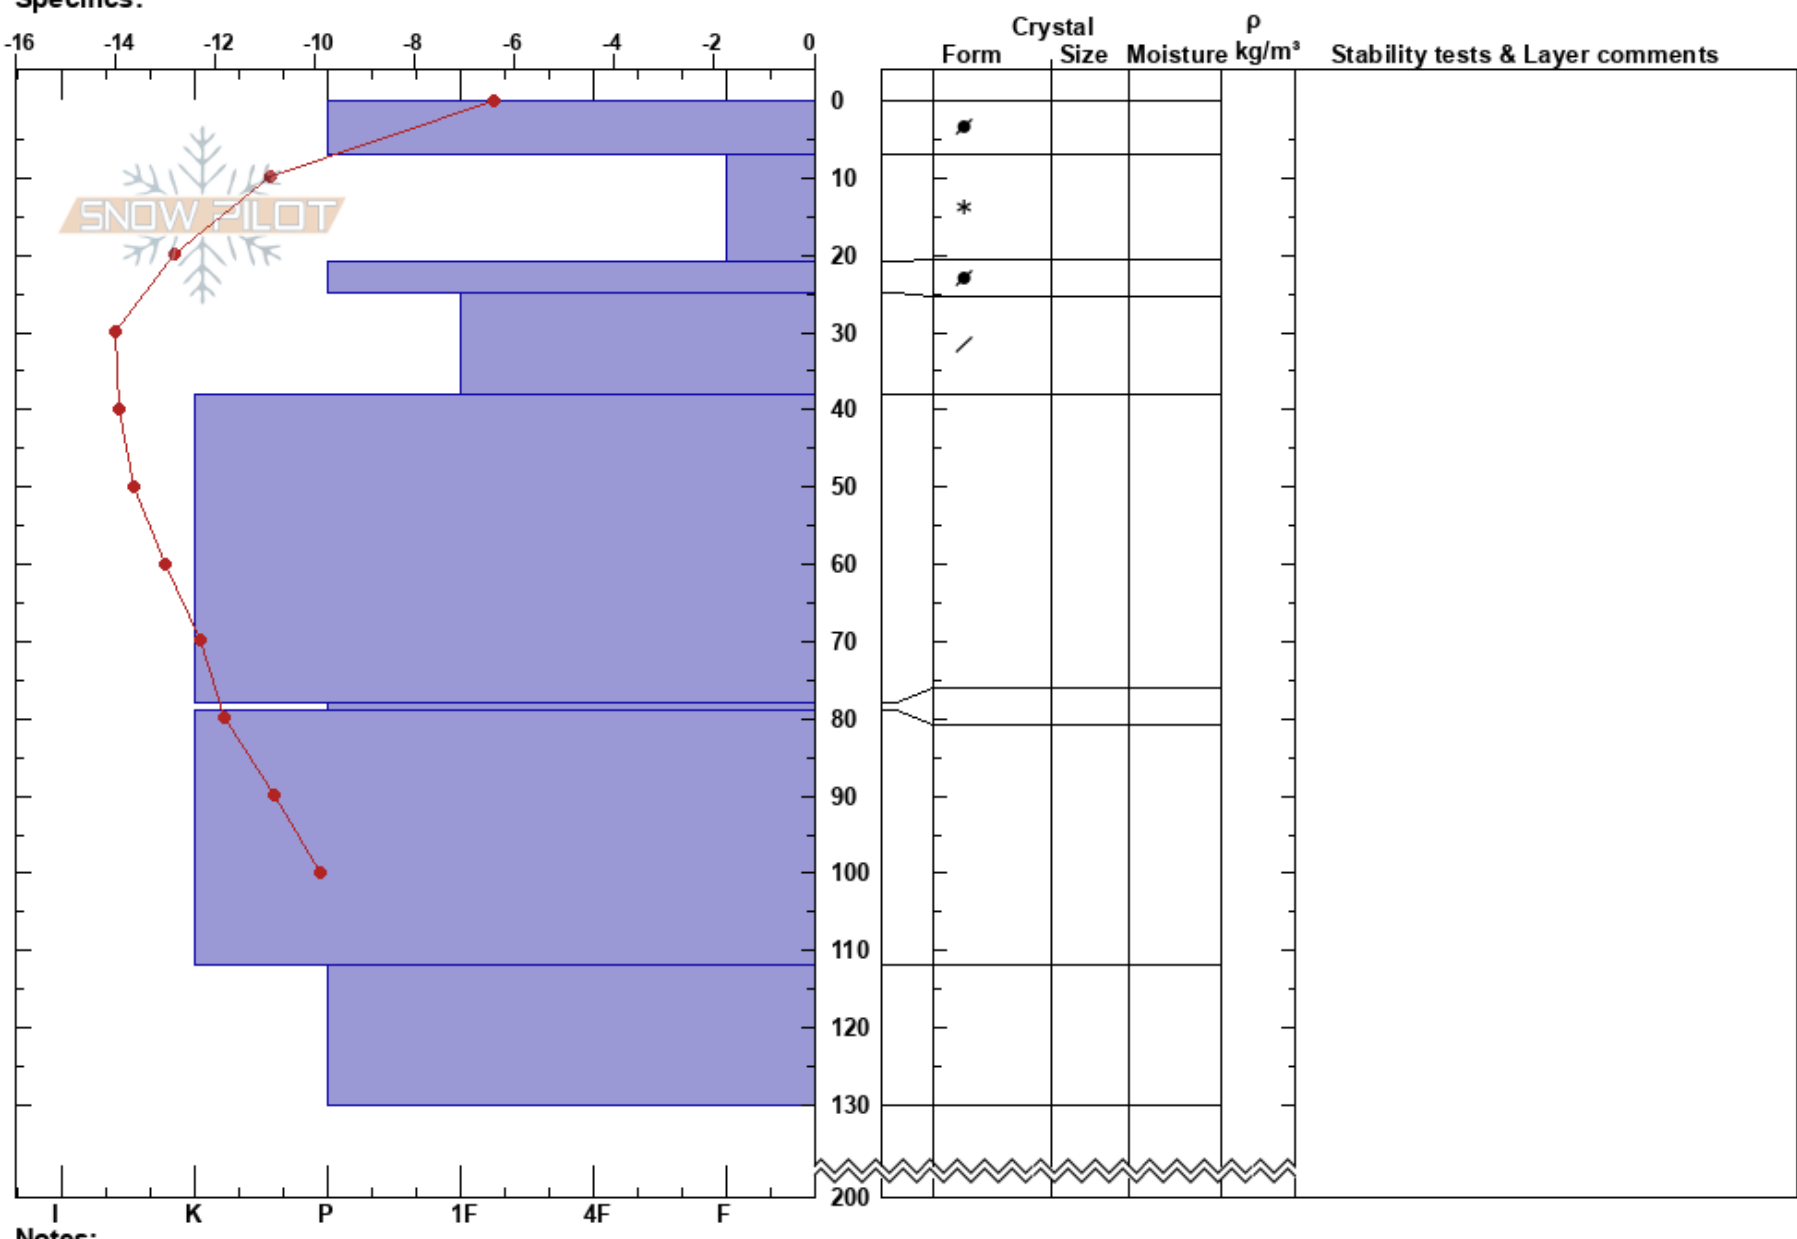 Specifics:
Crystal ρ
-16 -14 -12 -10 -8 -6 -4 -2 0 Form Size Moisture kg/m³ Stability tests & Layer comments
0
10
SNOW PILOT
20
30
40
50
60
70
80
90
100
110
120
130
200
I K P 1F 4F F
Notes: